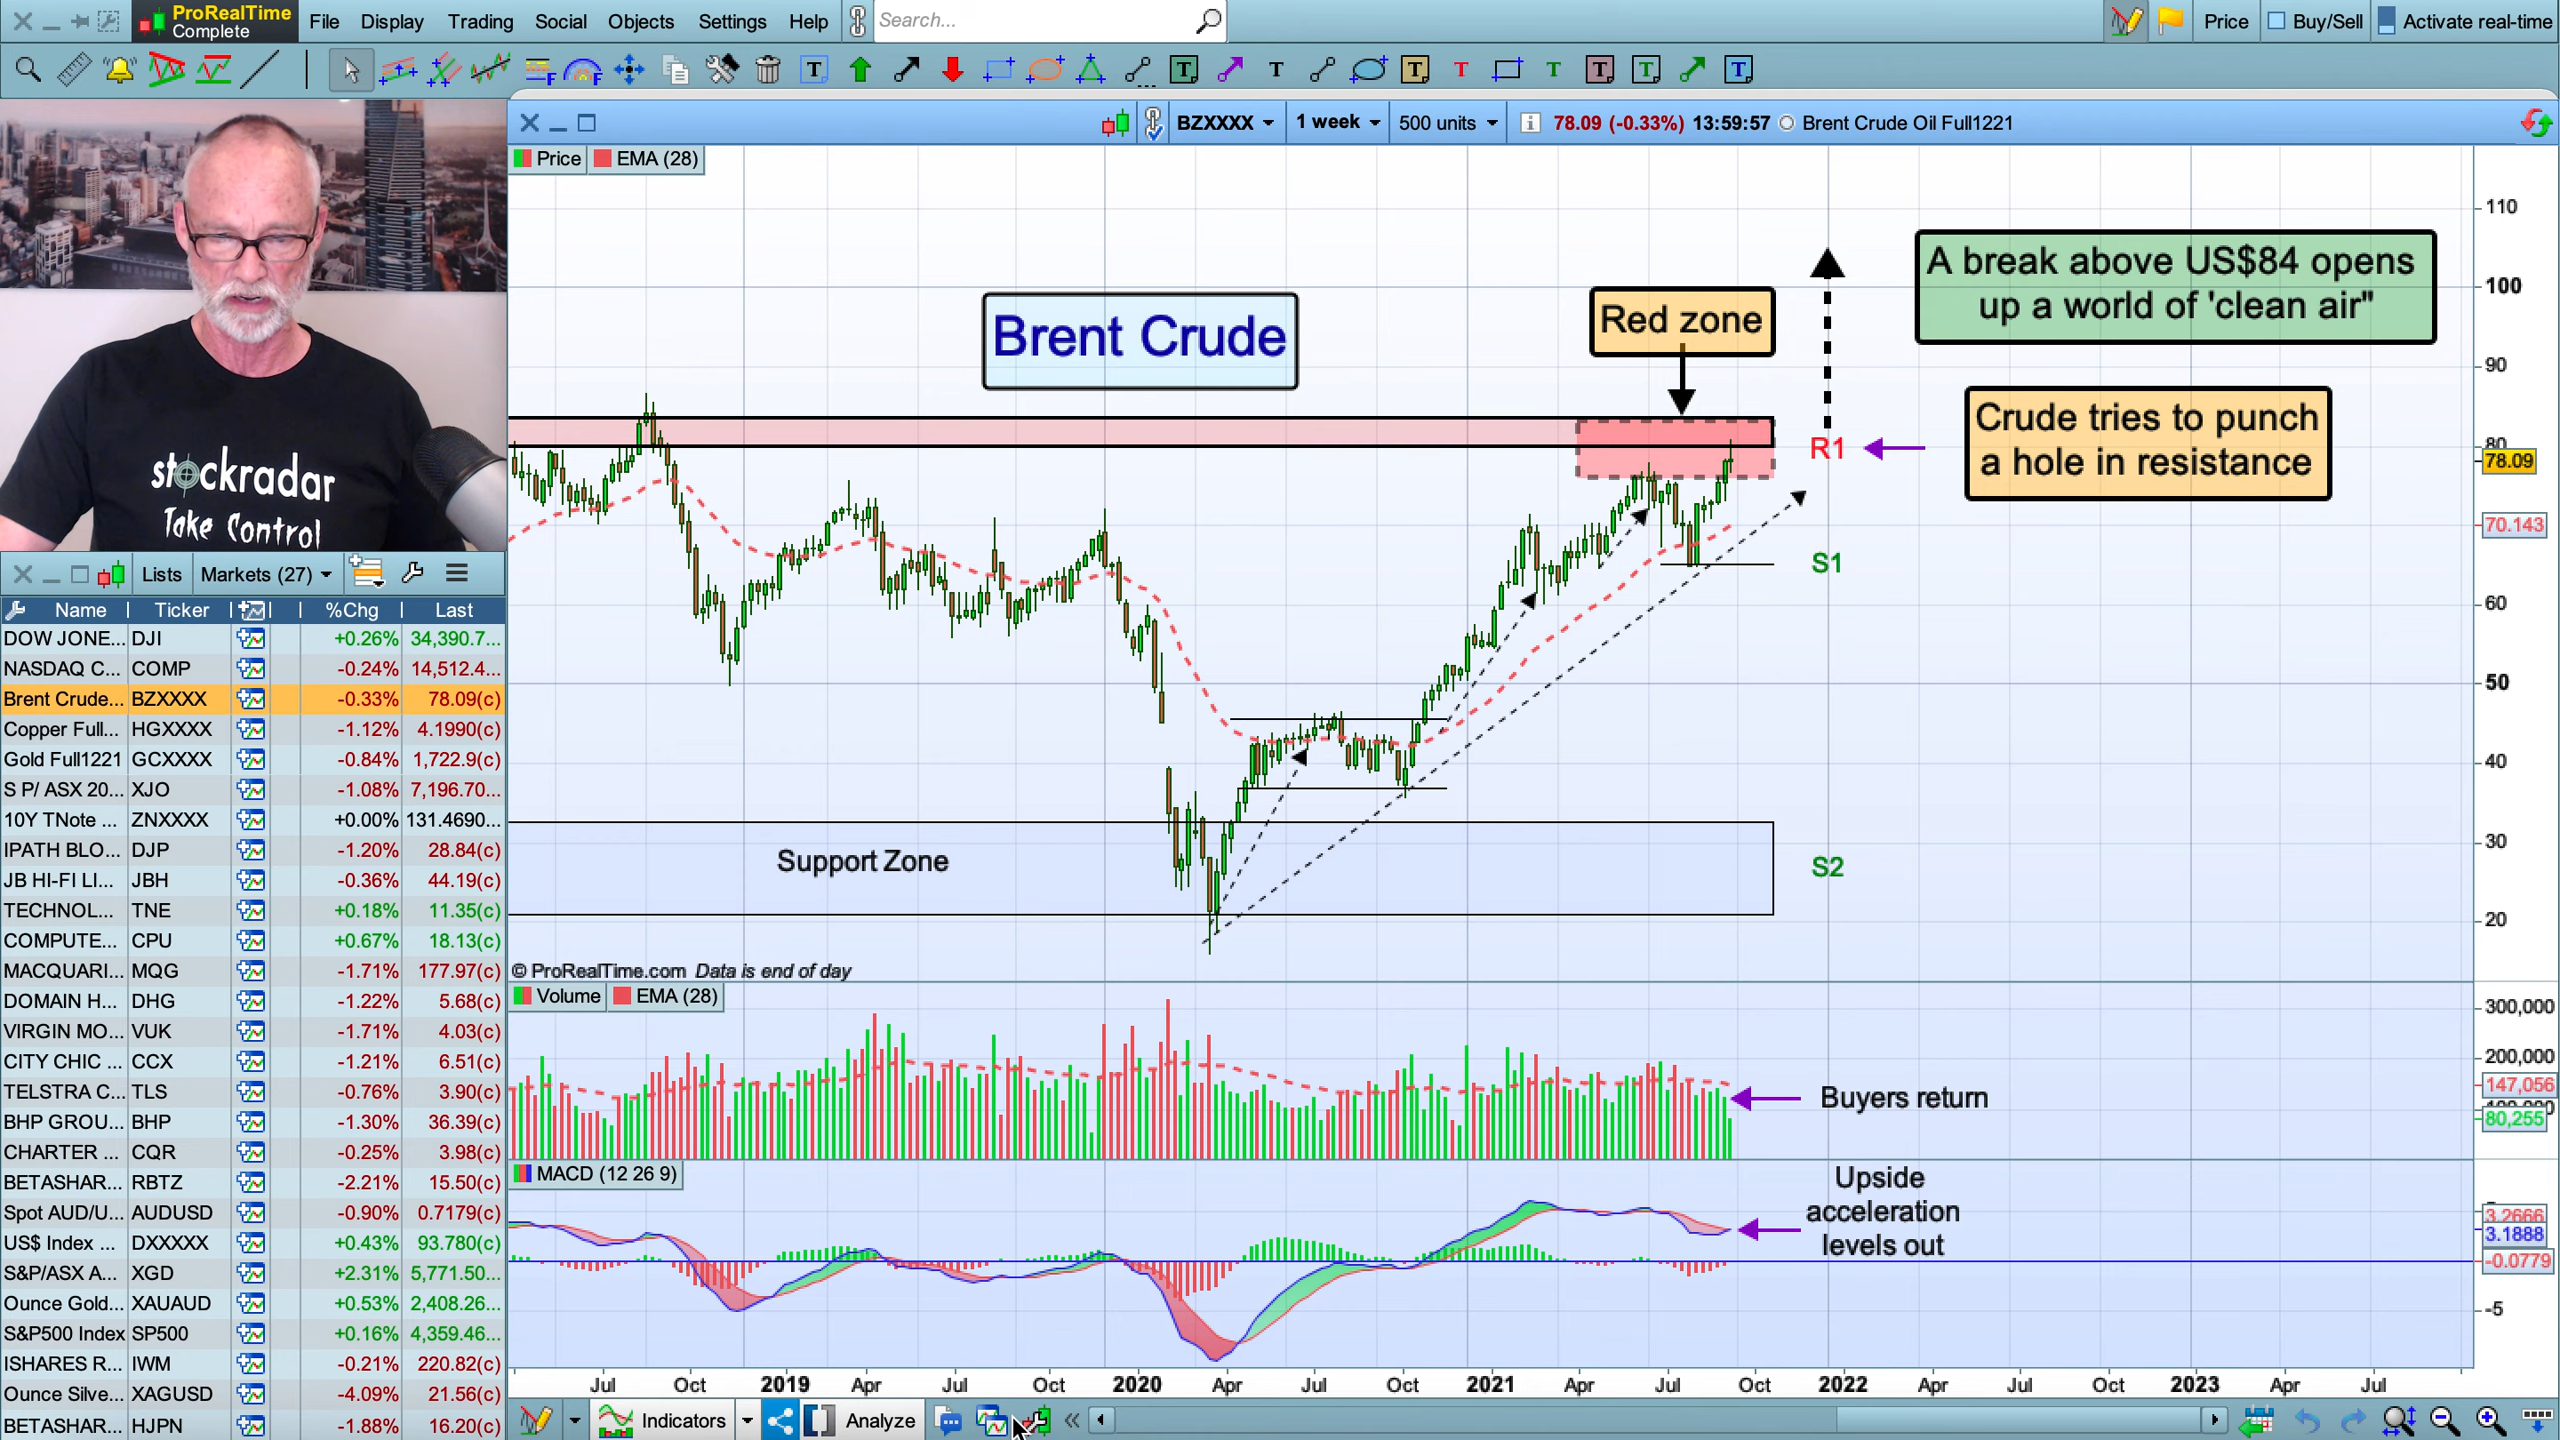 ProRealTime
Complete
File Display Trading Social Objects Settings Help
Search...
Price Buy/Sell Activate real-time
BZXXXX 1 week 500 units 78.09 (-0.33%) 13:59:57 Brent Crude Oil Full1221
Price EMA (28)
stockradar
Take Control
Brent Crude
Red zone
A break above US$84 opens
up a world of 'clean air"
Crude tries to punch
a hole in resistance
R1
S1
S2
Support Zone
110
100
90
80
78.09
70.143
60
50
40
30
20
© ProRealTime.com Data is end of day
Volume EMA (28)
Buyers return
300,000
200,000
147,056
80,255
MACD (12 26 9)
Upside
acceleration
levels out
3.2666
3.1888
-0.0779
-5
Jul Oct 2019 Apr Jul Oct 2020 Apr Jul Oct 2021 Apr Jul Oct 2022 Apr Jul Oct 2023 Apr Jul
Indicators Analyze
Lists Markets (27)
Name Ticker %Chg Last
DOW JONE... DJI +0.26% 34,390.7...
NASDAQ C... COMP -0.24% 14,512.4...
Brent Crude... BZXXXX -0.33% 78.09(c)
Copper Full... HGXXXX -1.12% 4.1990(c)
Gold Full1221 GCXXXX -0.84% 1,722.9(c)
S P/ ASX 20... XJO -1.08% 7,196.70...
10Y TNote ... ZNXXXX +0.00% 131.4690...
IPATH BLO... DJP -1.20% 28.84(c)
JB HI-FI LI... JBH -0.36% 44.19(c)
TECHNOL... TNE +0.18% 11.35(c)
COMPUTE... CPU +0.67% 18.13(c)
MACQUARI... MQG -1.71% 177.97(c)
DOMAIN H... DHG -1.22% 5.68(c)
VIRGIN MO... VUK -1.71% 4.03(c)
CITY CHIC ... CCX -1.21% 6.51(c)
TELSTRA C... TLS -0.76% 3.90(c)
BHP GROU... BHP -1.30% 36.39(c)
CHARTER ... CQR -0.25% 3.98(c)
BETASHAR... RBTZ -2.21% 15.50(c)
Spot AUD/U... AUDUSD -0.90% 0.7179(c)
US$ Index ... DXXXXX +0.43% 93.780(c)
S&P/ASX A... XGD +2.31% 5,771.50...
Ounce Gold... XAUAUD +0.53% 2,408.26...
S&P500 Index SP500 +0.16% 4,359.46...
ISHARES R... IWM -0.21% 220.82(c)
Ounce Silve... XAGUSD -4.09% 21.56(c)
BETASHAR... HJPN -1.88% 16.20(c)